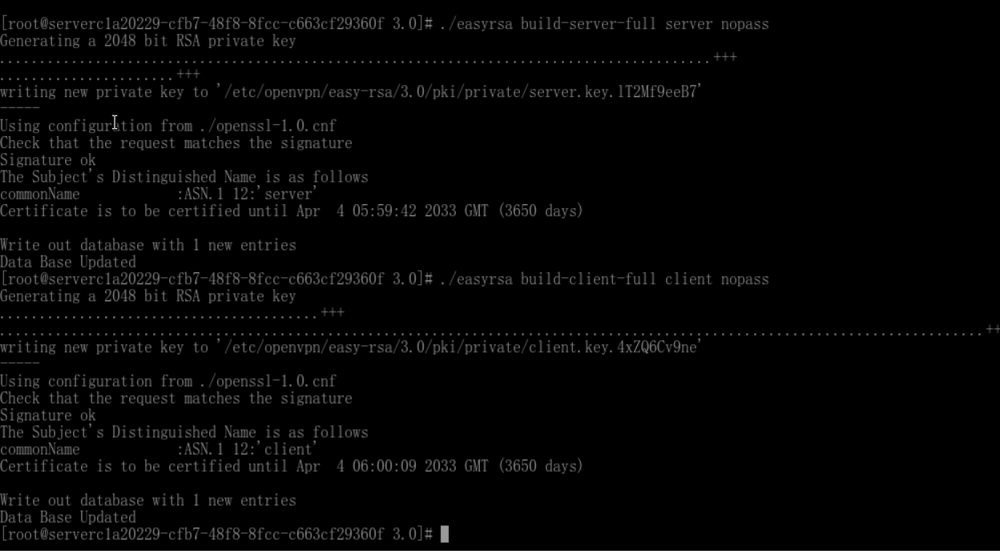 [root@serverc1a20229-cfb7-48f8-8fcc-c663cf29360f 3.0]# ./easyrsa build-server-full server nopass
Generating a 2048 bit RSA private key
.........................................................................................+++
......................+++
writing new private key to '/etc/openvpn/easy-rsa/3.0/pki/private/server.key.lT2Mf9eeB7'
-----
Using configuration from ./openssl-1.0.cnf
Check that the request matches the signature
Signature ok
The Subject's Distinguished Name is as follows
commonName            :ASN.1 12:'server'
Certificate is to be certified until Apr  4 05:59:42 2033 GMT (3650 days)

Write out database with 1 new entries
Data Base Updated
[root@serverc1a20229-cfb7-48f8-8fcc-c663cf29360f 3.0]# ./easyrsa build-client-full client nopass
Generating a 2048 bit RSA private key
........................................+++
...........................................................................................................................++
writing new private key to '/etc/openvpn/easy-rsa/3.0/pki/private/client.key.4xZQ6Cv9ne'
-----
Using configuration from ./openssl-1.0.cnf
Check that the request matches the signature
Signature ok
The Subject's Distinguished Name is as follows
commonName            :ASN.1 12:'client'
Certificate is to be certified until Apr  4 06:00:09 2033 GMT (3650 days)

Write out database with 1 new entries
Data Base Updated
[root@serverc1a20229-cfb7-48f8-8fcc-c663cf29360f 3.0]#